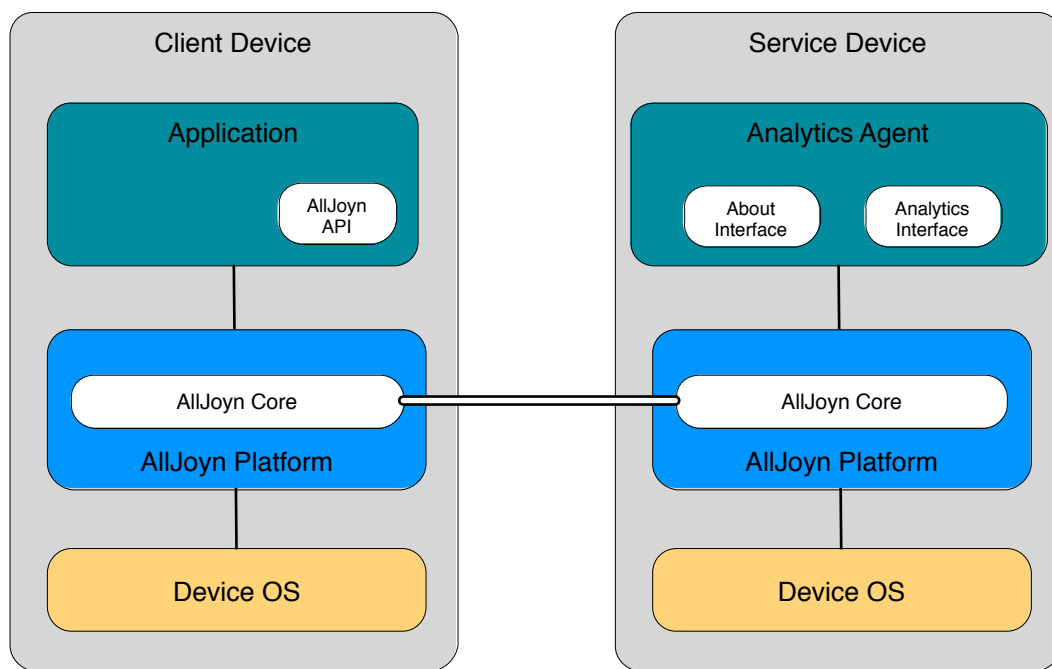 Client Device
Application
AllJoyn
API
AllJoyn Core
AllJoyn Platform
Device OS
Service Device
Analytics Agent
About
Interface
Analytics
Interface
AllJoyn Core
AllJoyn Platform
Device OS